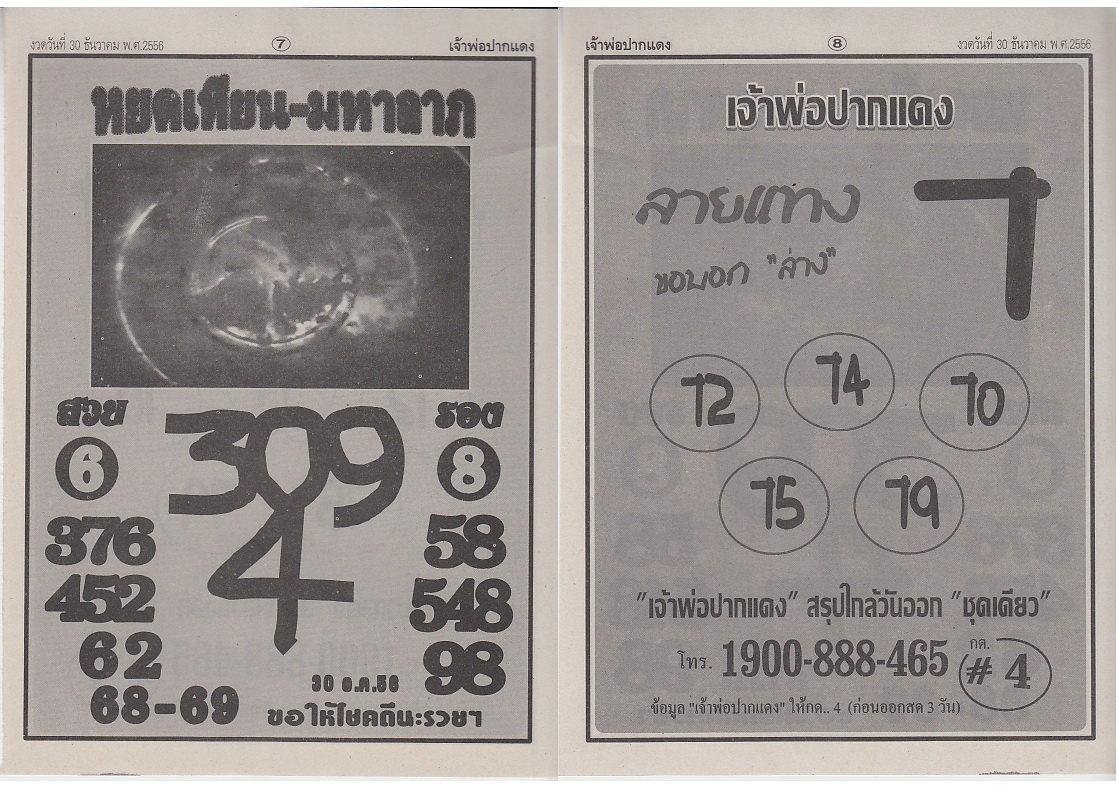 งวดวันที่ 30 ธันวาคม พ.ศ.2556
7
เจ้าพ่อปากแดง
หยดเทียน-มหาลาภ
สวย
6
376
452
62
68-69
309
4
รอง
8
58
548
98
30 ธ.ค.56
ขอให้โชคดีนะรวยๆ
เจ้าพ่อปากแดง
8
งวดวันที่ 30 ธันวาคม พ.ศ.2556
เจ้าพ่อปากแดง
สายแทง
7
ขอบอก "ล่าง"
72
74
70
75
79
"เจ้าพ่อปากแดง" สรุปใกล้วันออก "ชุดเดียว"
โทร. 1900-888-465 กด. # 4
ข้อมูล "เจ้าพ่อปากแดง" ให้กด.. 4 (ก่อนออกสด 3 วัน)